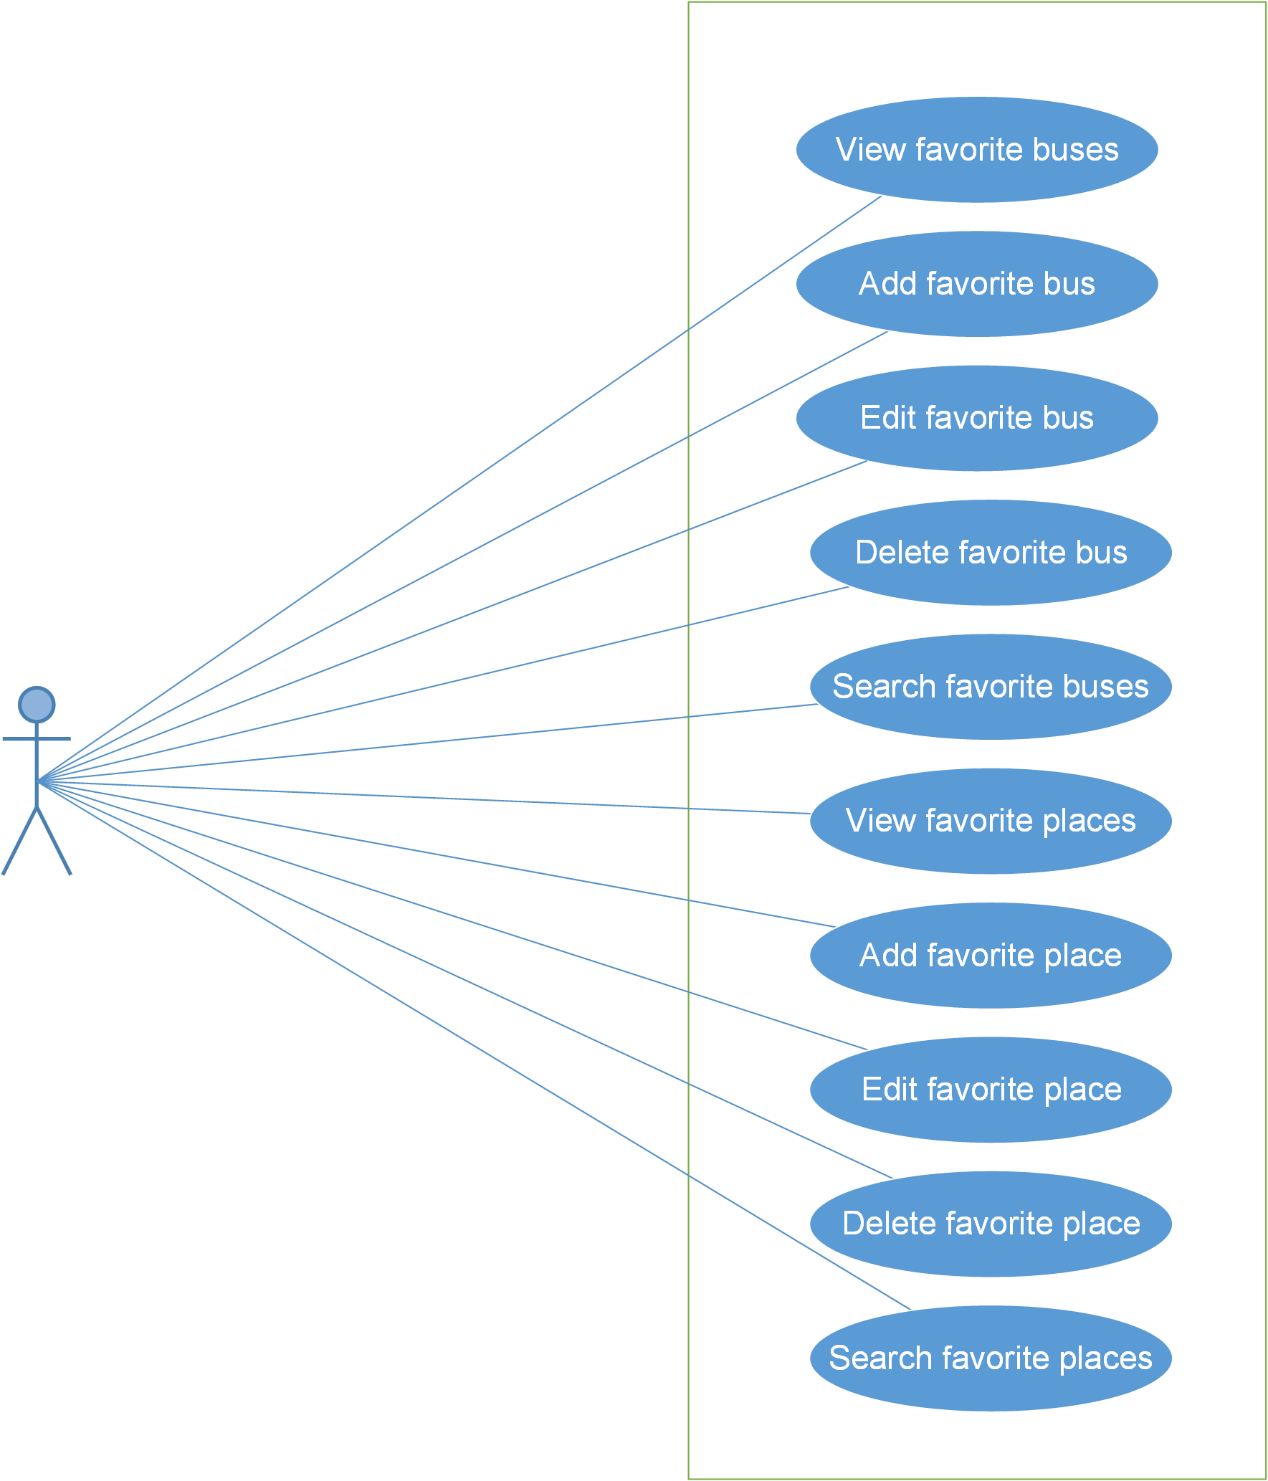 View favorite buses
Add favorite bus
Edit favorite bus
Delete favorite bus
Search favorite buses
View favorite places
Add favorite place
Edit favorite place
Delete favorite place
Search favorite places